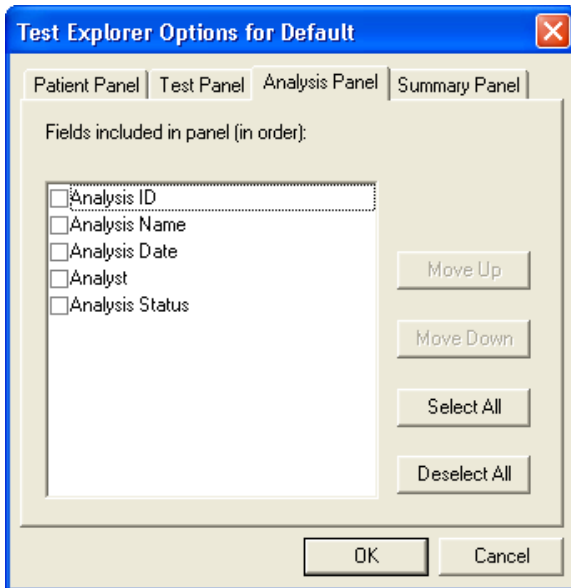 Test Explorer Options for Default
Patient Panel Test Panel Analysis Panel Summary Panel
Fields included in panel (in order):
Analysis ID
Analysis Name
Analysis Date
Analyst
Analysis Status
Move Up
Move Down
Select All
Deselect All
OK Cancel